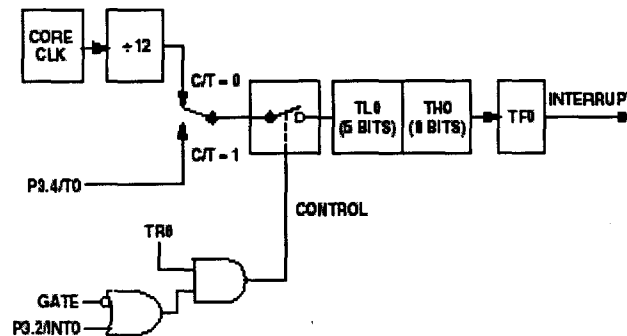 CORE
CLK
÷12
C/T = 0
C/T = 1
P3.4/T0
TL0
(5 BITS)
TH0
(8 BITS)
TF0
INTERRUPT
CONTROL
TR0
GATE
P3.2/INT0